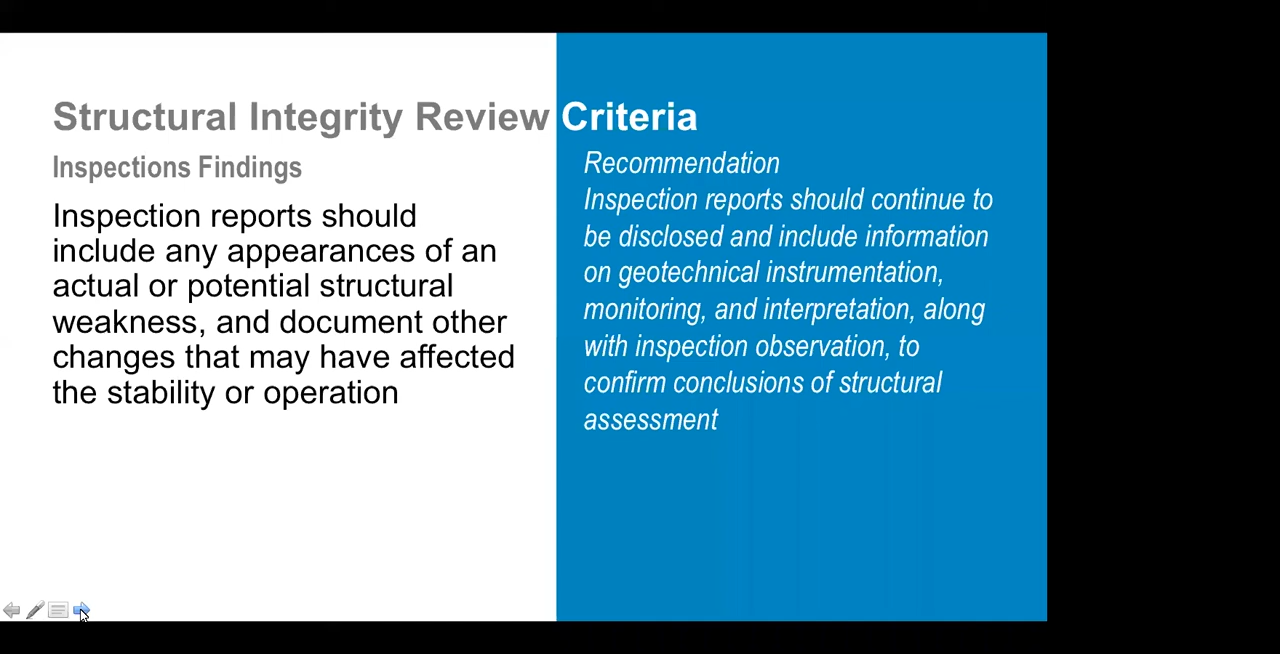 Structural Integrity Review Criteria
Inspections Findings
Inspection reports should
include any appearances of an
actual or potential structural
weakness, and document other
changes that may have affected
the stability or operation
Recommendation
Inspection reports should continue to
be disclosed and include information
on geotechnical instrumentation,
monitoring, and interpretation, along
with inspection observation, to
confirm conclusions of structural
assessment